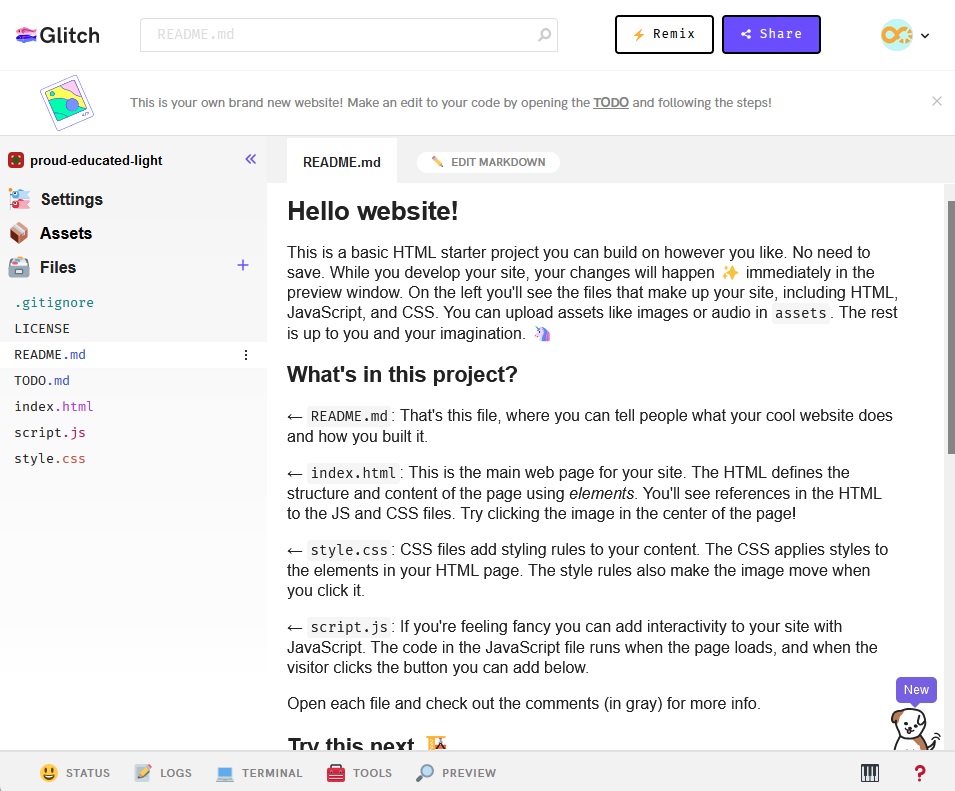 Glitch
README.md
Remix
Share
This is your own brand new website! Make an edit to your code by opening the TODO and following the steps!
proud-educated-light
README.md
EDIT MARKDOWN
Settings
Assets
Files
.gitignore
LICENSE
README.md
TODO.md
index.html
script.js
style.css
Hello website!
This is a basic HTML starter project you can build on however you like. No need to
save. While you develop your site, your changes will happen ✨ immediately in the
preview window. On the left you'll see the files that make up your site, including HTML,
JavaScript, and CSS. You can upload assets like images or audio in assets. The rest
is up to you and your imagination. 🦄
What's in this project?
← README.md: That's this file, where you can tell people what your cool website does
and how you built it.
← index.html: This is the main web page for your site. The HTML defines the
structure and content of the page using elements. You'll see references in the HTML
to the JS and CSS files. Try clicking the image in the center of the page!
← style.css: CSS files add styling rules to your content. The CSS applies styles to
the elements in your HTML page. The style rules also make the image move when
you click it.
← script.js: If you're feeling fancy you can add interactivity to your site with
JavaScript. The code in the JavaScript file runs when the page loads, and when the
visitor clicks the button you can add below.
Open each file and check out the comments (in gray) for more info.
Try this next 🏗️
New
STATUS
LOGS
TERMINAL
TOOLS
PREVIEW
?